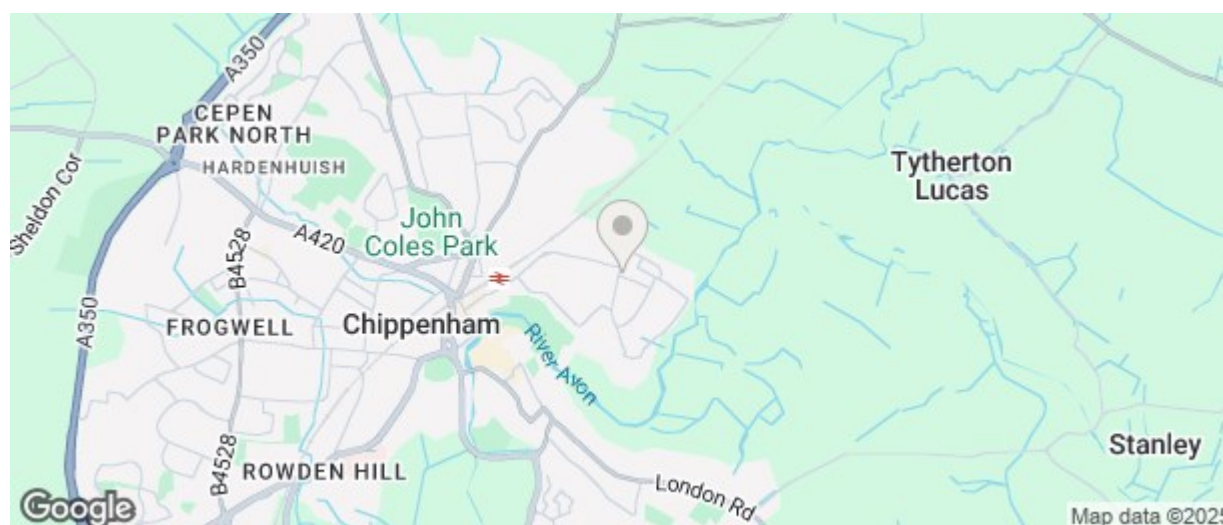 A350
CEPEN
PARK NORTH
HARDENHUISH
Sheldon Cor
A420
B4528
John
Coles Park
Tytherton
Lucas
A350
FROGWELL
Chippenham
River Avon
B4528
ROWDEN HILL
London Rd
Stanley
Google
Map data ©2025